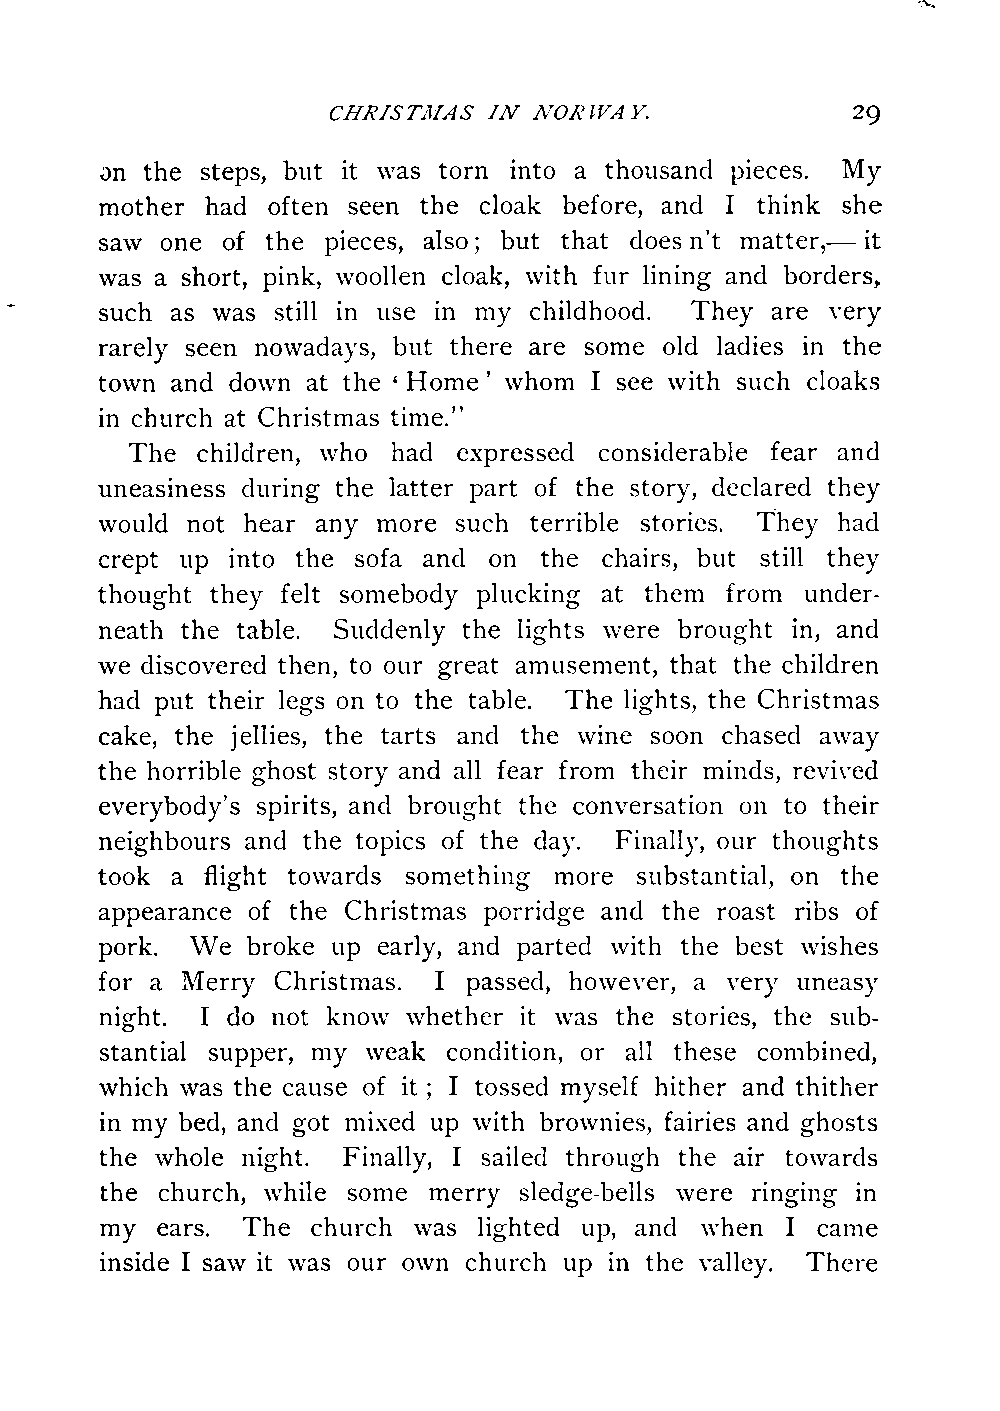 CHRISTMAS IN NORWAY. 29
on the steps, but it was torn into a thousand pieces. My
mother had often seen the cloak before, and I think she
saw one of the pieces, also; but that does n't matter,— it
was a short, pink, woollen cloak, with fur lining and borders,
such as was still in use in my childhood. They are very
rarely seen nowadays, but there are some old ladies in the
town and down at the ‘Home’ whom I see with such cloaks
in church at Christmas time.”
The children, who had expressed considerable fear and
uneasiness during the latter part of the story, declared they
would not hear any more such terrible stories. They had
crept up into the sofa and on the chairs, but still they
thought they felt somebody plucking at them from under-
neath the table. Suddenly the lights were brought in, and
we discovered then, to our great amusement, that the children
had put their legs on to the table. The lights, the Christmas
cake, the jellies, the tarts and the wine soon chased away
the horrible ghost story and all fear from their minds, revived
everybody's spirits, and brought the conversation on to their
neighbours and the topics of the day. Finally, our thoughts
took a flight towards something more substantial, on the
appearance of the Christmas porridge and the roast ribs of
pork. We broke up early, and parted with the best wishes
for a Merry Christmas. I passed, however, a very uneasy
night. I do not know whether it was the stories, the sub-
stantial supper, my weak condition, or all these combined,
which was the cause of it ; I tossed myself hither and thither
in my bed, and got mixed up with brownies, fairies and ghosts
the whole night. Finally, I sailed through the air towards
the church, while some merry sledge-bells were ringing in
my ears. The church was lighted up, and when I came
inside I saw it was our own church up in the valley. There